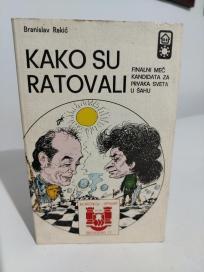 Branislav Rakić
KAKO SU
RATOVALI
FINALNI MEČ
KANDIDATA ZA
PRVAKA SVETA
U ŠAHU